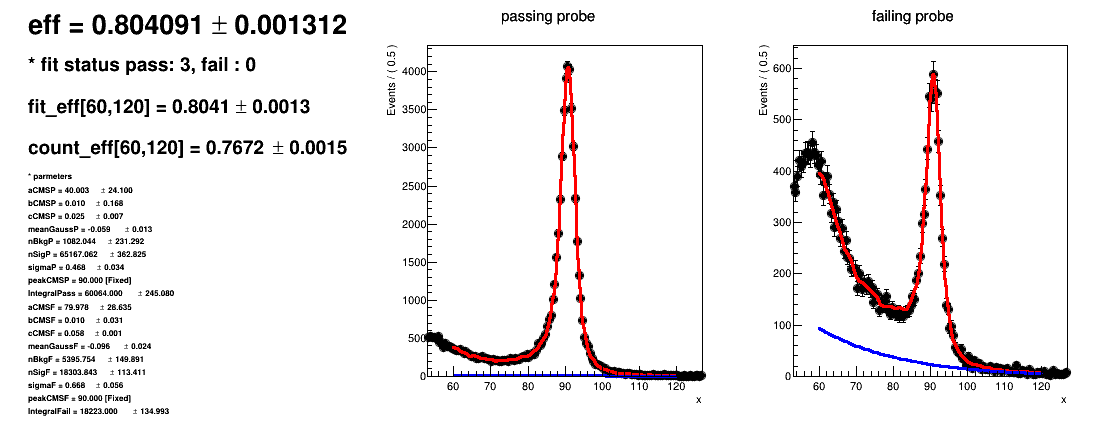 eff = 0.804091 ± 0.001312
* fit status pass: 3, fail : 0
fit_eff[60,120] = 0.8041 ± 0.0013
count_eff[60,120] = 0.7672 ± 0.0015
* parmeters
aCMSP = 40.003 ± 24.100
bCMSP = 0.010 ± 0.168
cCMSP = 0.025 ± 0.007
meanGaussP = -0.059 ± 0.013
nBkgP = 1082.044 ± 231.292
nSigP = 65167.062 ± 362.825
sigmaP = 0.468 ± 0.034
peakCMSP = 90.000 [Fixed]
IntegralPass = 60064.000 ± 245.080
aCMSF = 79.978 ± 28.635
bCMSF = 0.010 ± 0.031
cCMSF = 0.058 ± 0.001
meanGaussF = -0.096 ± 0.024
nBkgF = 5395.754 ± 149.891
nSigF = 18303.843 ± 113.411
sigmaF = 0.668 ± 0.056
peakCMSF = 90.000 [Fixed]
IntegralFail = 18223.000 ± 134.993
passing probe
Events / ( 0.5 )
4000
3500
3000
2500
2000
1500
1000
500
0
60 70 80 90 100 110 120
x
failing probe
Events / ( 0.5 )
600
500
400
300
200
100
0
60 70 80 90 100 110 120
x